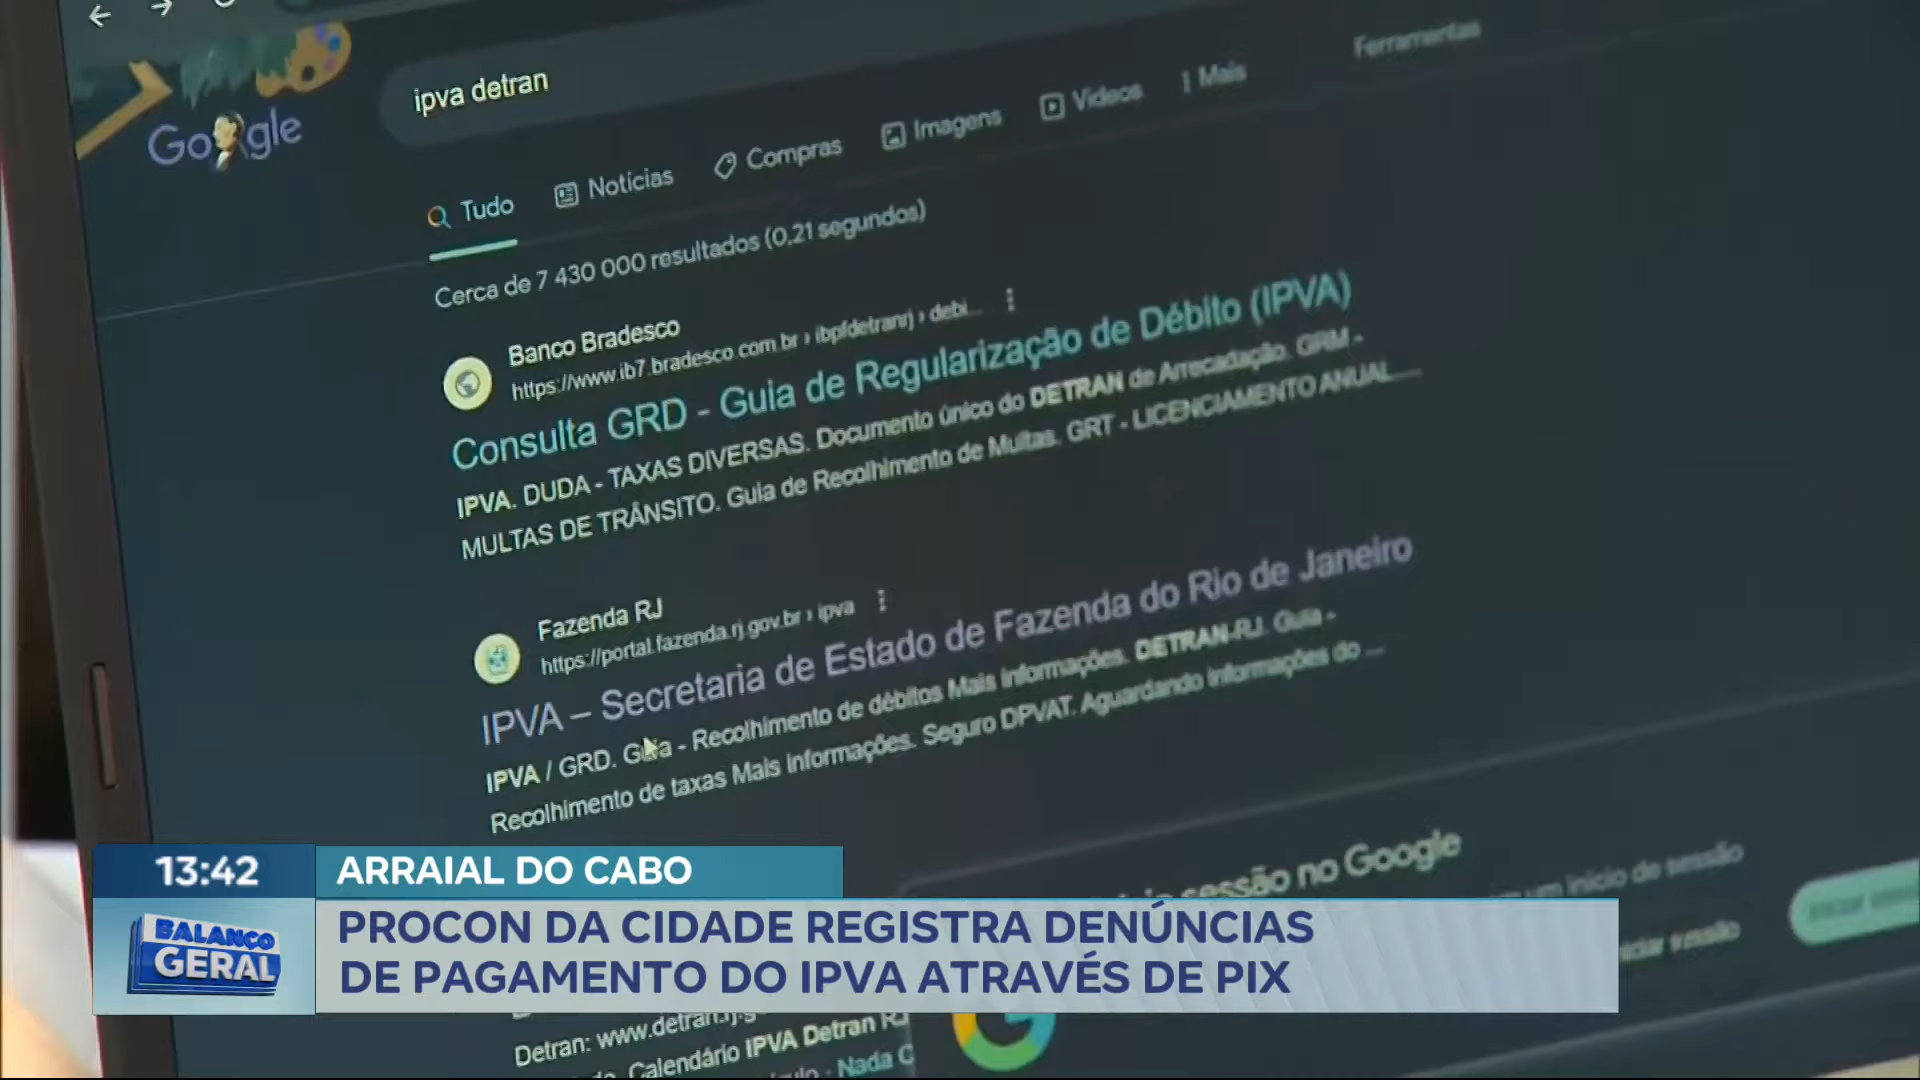 ipva detran
Ferramentas
Google
Tudo
Notícias
Compras
Imagens
Vídeos
Mais
Cerca de 7 430 000 resultados (0,21 segundos)
Banco Bradesco
https://www.ib7.bradesco.com.br › ibpfdetranrj › debi...
Consulta GRD - Guia de Regularização de Débito (IPVA)
IPVA. DUDA - TAXAS DIVERSAS. Documento único do DETRAN de Arrecadação. GRM -
MULTAS DE TRÂNSITO. Guia de Recolhimento de Multas. GRT - LICENCIAMENTO ANUAL ...
Fazenda RJ
https://portal.fazenda.rj.gov.br › ipva
IPVA – Secretaria de Estado de Fazenda do Rio de Janeiro
IPVA / GRD. Guia - Recolhimento de débitos Mais informações. DETRAN-RJ. Guia -
Recolhimento de taxas Mais informações. Seguro DPVAT. Aguardando informações do ...
sessão no Google
um início de sessão
sessão
13:42
ARRAIAL DO CABO
BALANÇO GERAL
PROCON DA CIDADE REGISTRA DENÚNCIAS
DE PAGAMENTO DO IPVA ATRAVÉS DE PIX
Detran: www.detran.rj.g
Calendário IPVA Detran RJ
Nada C